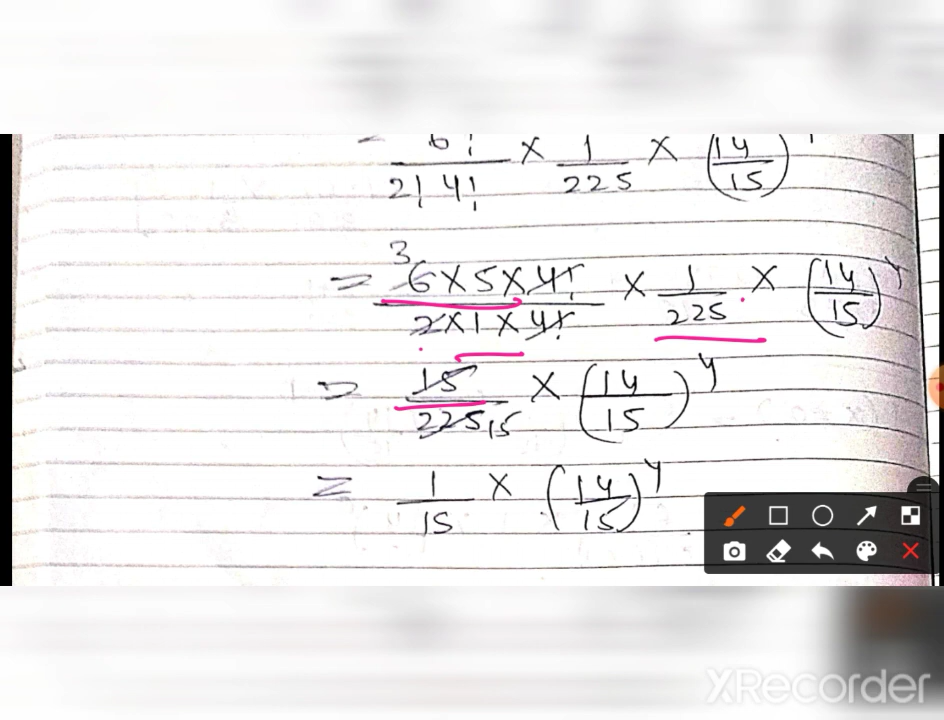 = 6! / 2! 4! × 1/225 × (14/15)^4
= 3 6×5×4! / 2×1×4! × 1/225 × (14/15)^4
= 15/225 15 × (14/15)^4
= 1/15 × (14/15)^4
XRecorder